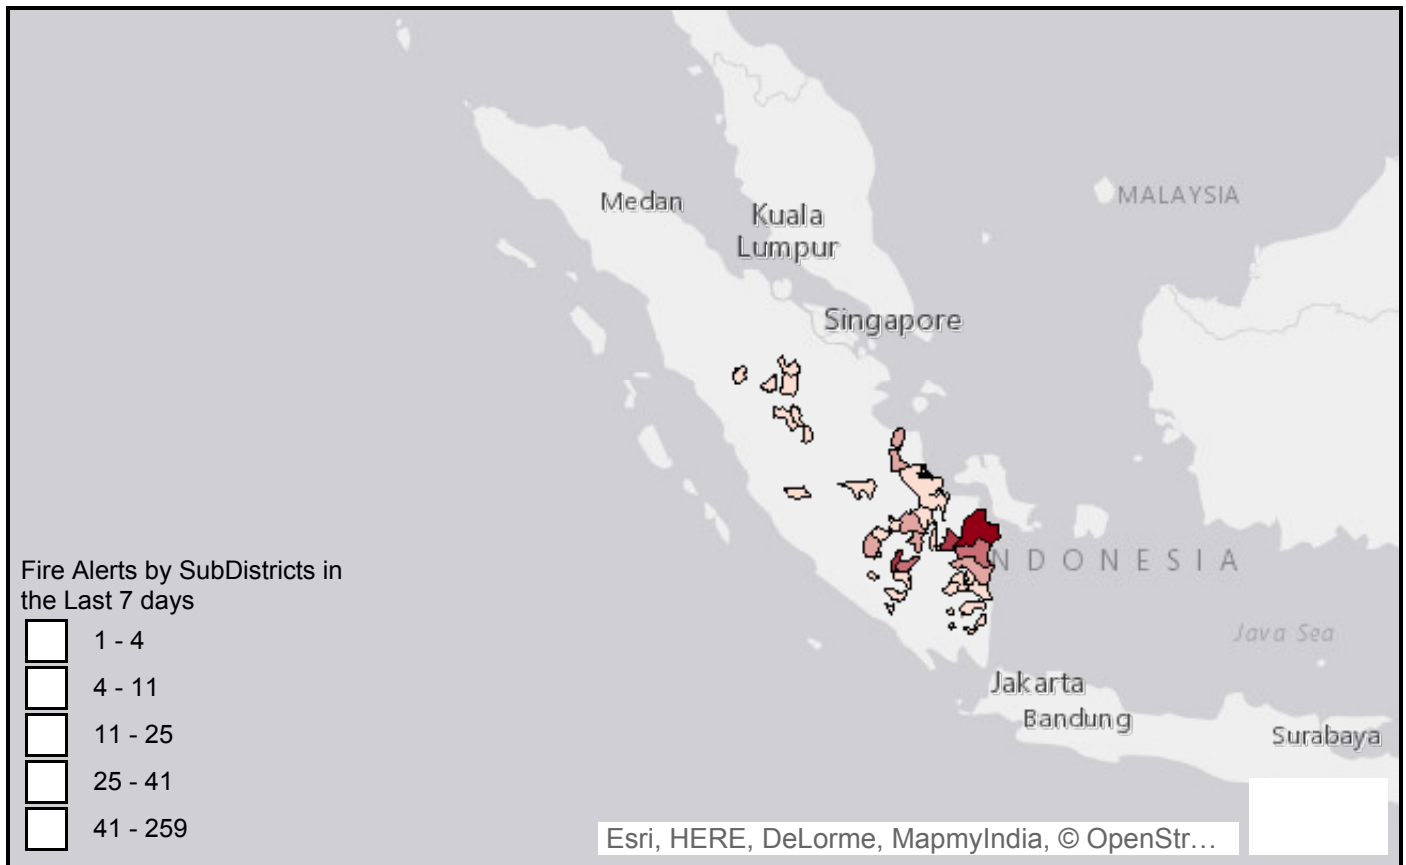 Medan
Kuala
Lumpur
MALAYSIA
Singapore
Fire Alerts by SubDistricts in
the Last 7 days
1 - 4
4 - 11
11 - 25
25 - 41
41 - 259
NDONESIA
Java Sea
Jakarta
Bandung
Surabaya
Esri, HERE, DeLorme, MapmyIndia, © OpenStr…